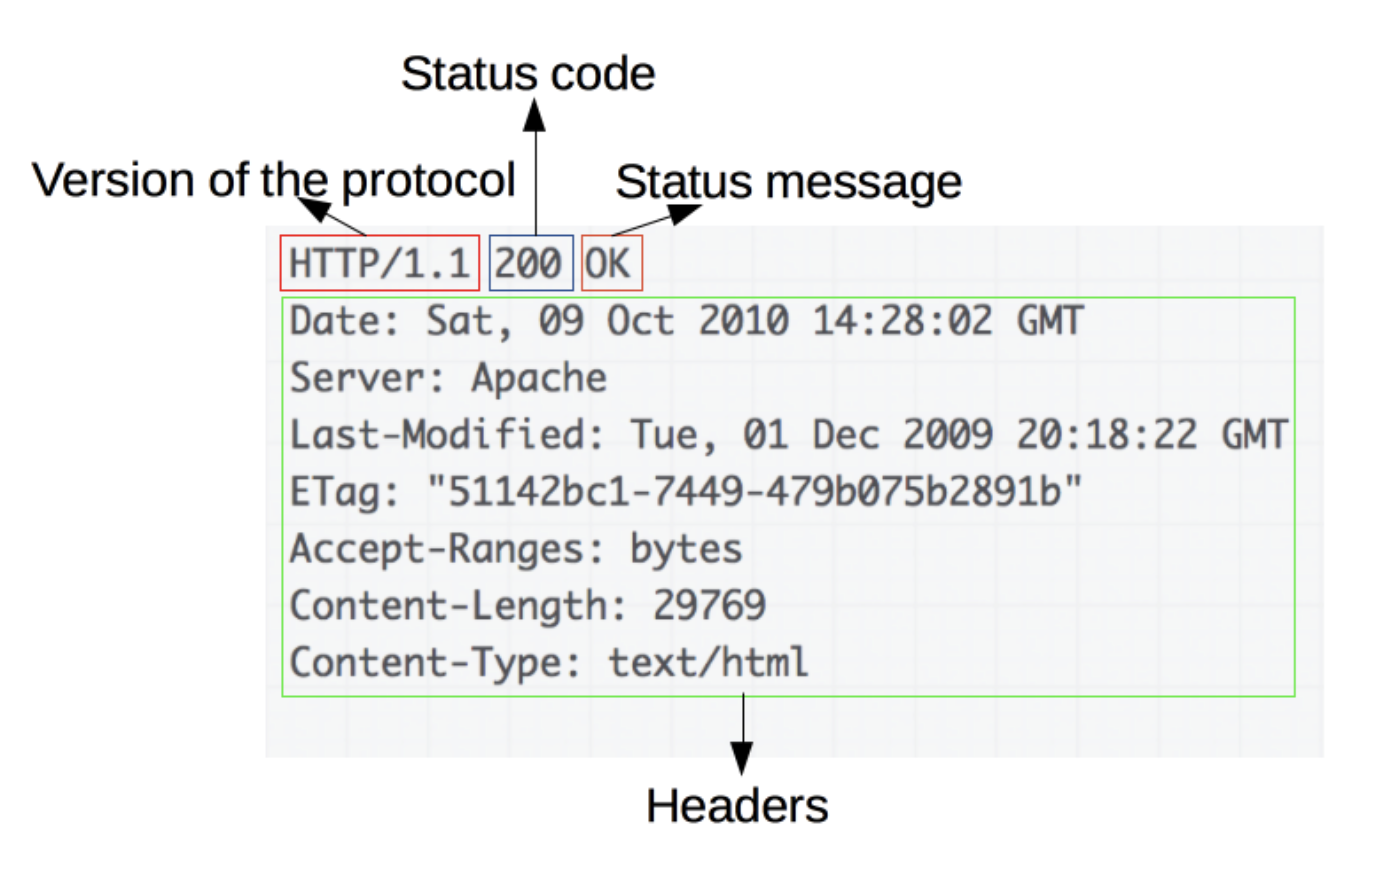 Status code
Version of the protocol
Status message
HTTP/1.1 200 OK
Date: Sat, 09 Oct 2010 14:28:02 GMT
Server: Apache
Last-Modified: Tue, 01 Dec 2009 20:18:22 GMT
ETag: "51142bc1-7449-479b075b2891b"
Accept-Ranges: bytes
Content-Length: 29769
Content-Type: text/html
Headers